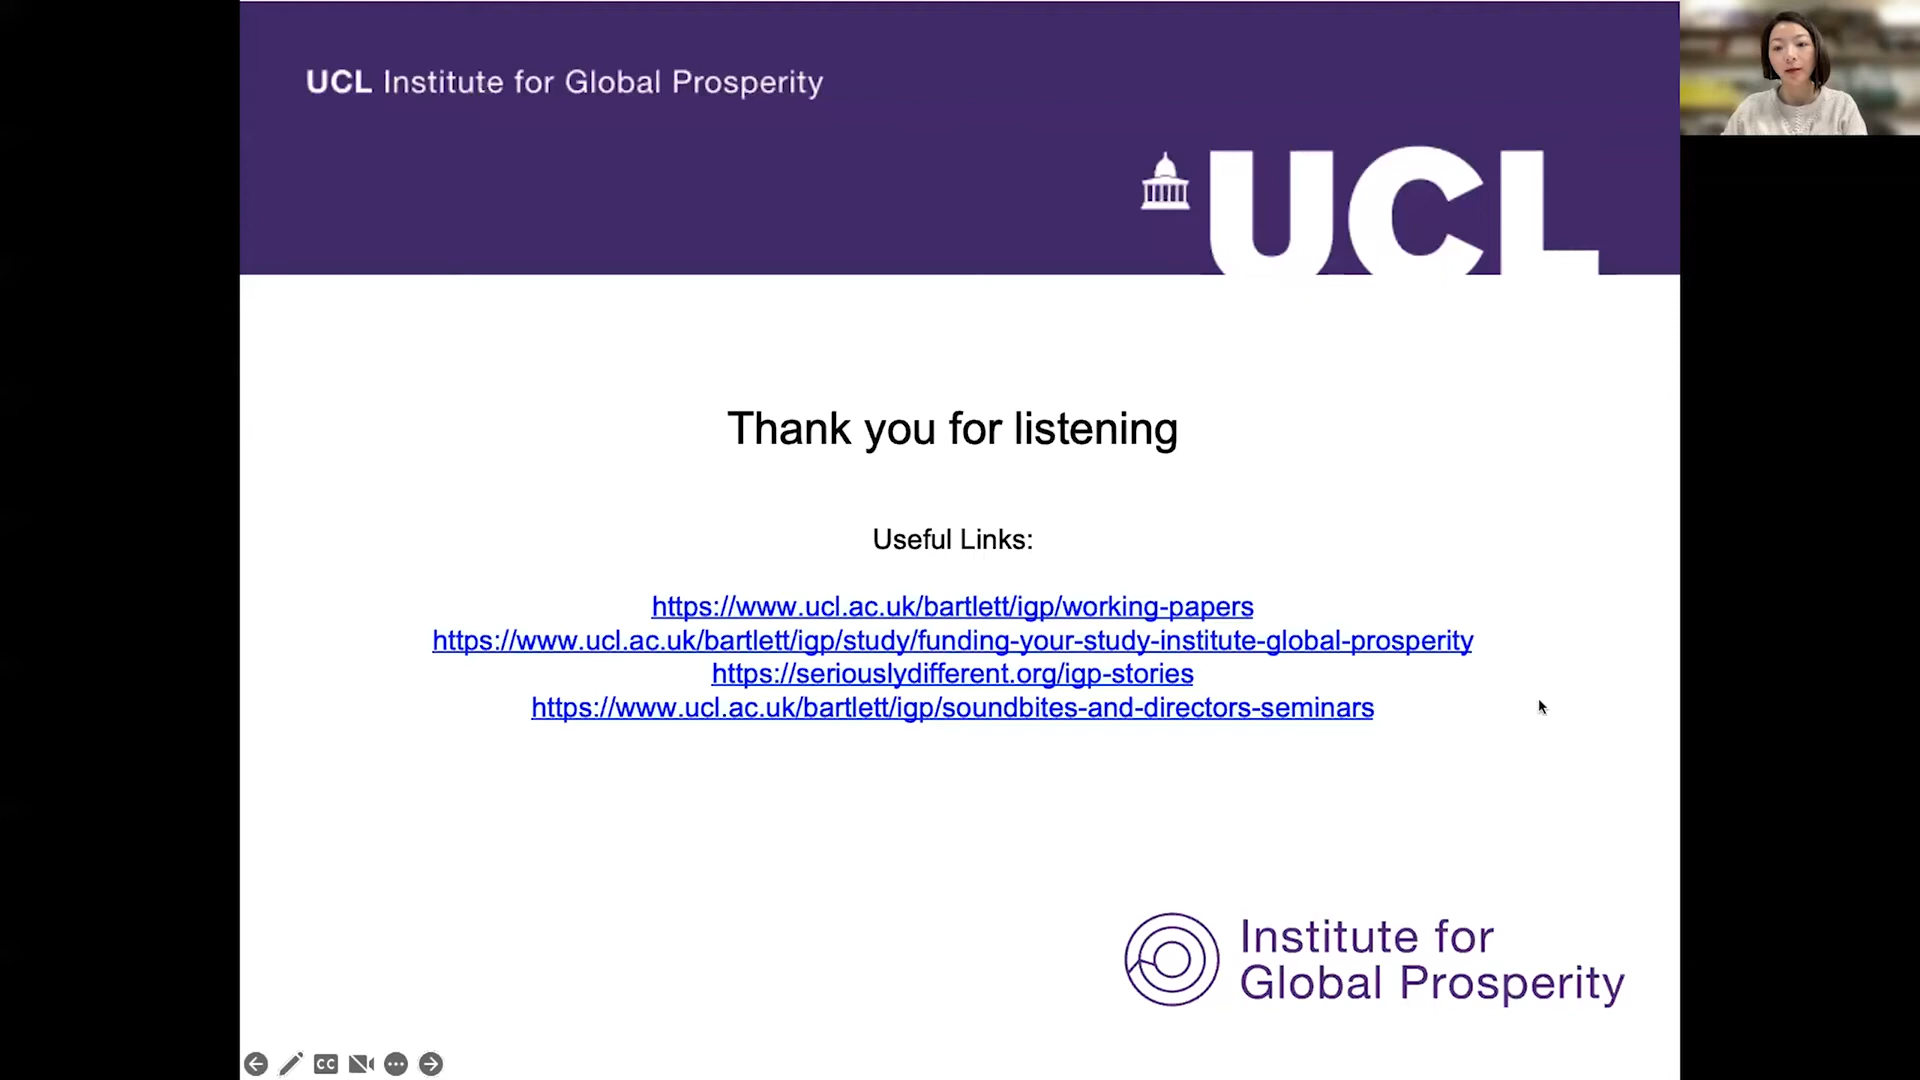 UCL Institute for Global Prosperity
UCL
Thank you for listening
Useful Links:
https://www.ucl.ac.uk/bartlett/igp/working-papers
https://www.ucl.ac.uk/bartlett/igp/study/funding-your-study-institute-global-prosperity
https://seriouslydifferent.org/igp-stories
https://www.ucl.ac.uk/bartlett/igp/soundbites-and-directors-seminars
Institute for
Global Prosperity
CC